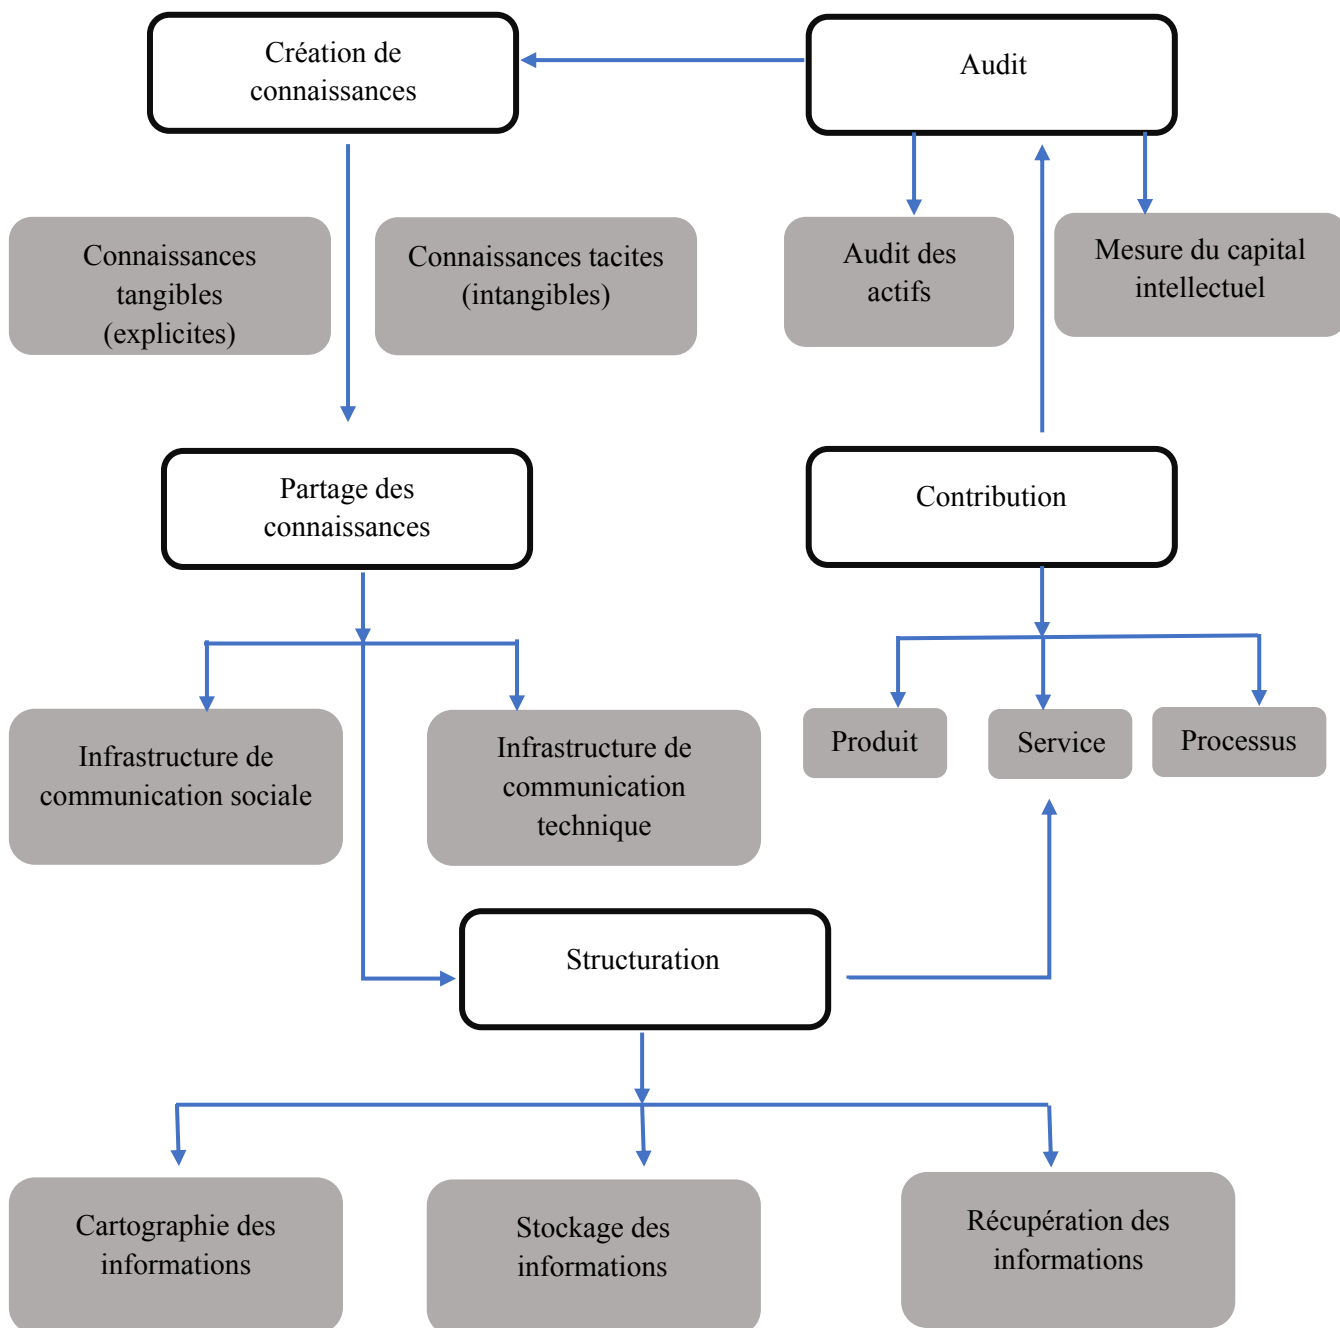 Création de
connaissances
Audit
Connaissances
tangibles
(explicites)
Connaissances tacites
(intangibles)
Audit des
actifs
Mesure du capital
intellectuel
Partage des
connaissances
Contribution
Infrastructure de
communication sociale
Infrastructure de
communication
technique
Produit
Service
Processus
Structuration
Cartographie des
informations
Stockage des
informations
Récupération des
informations